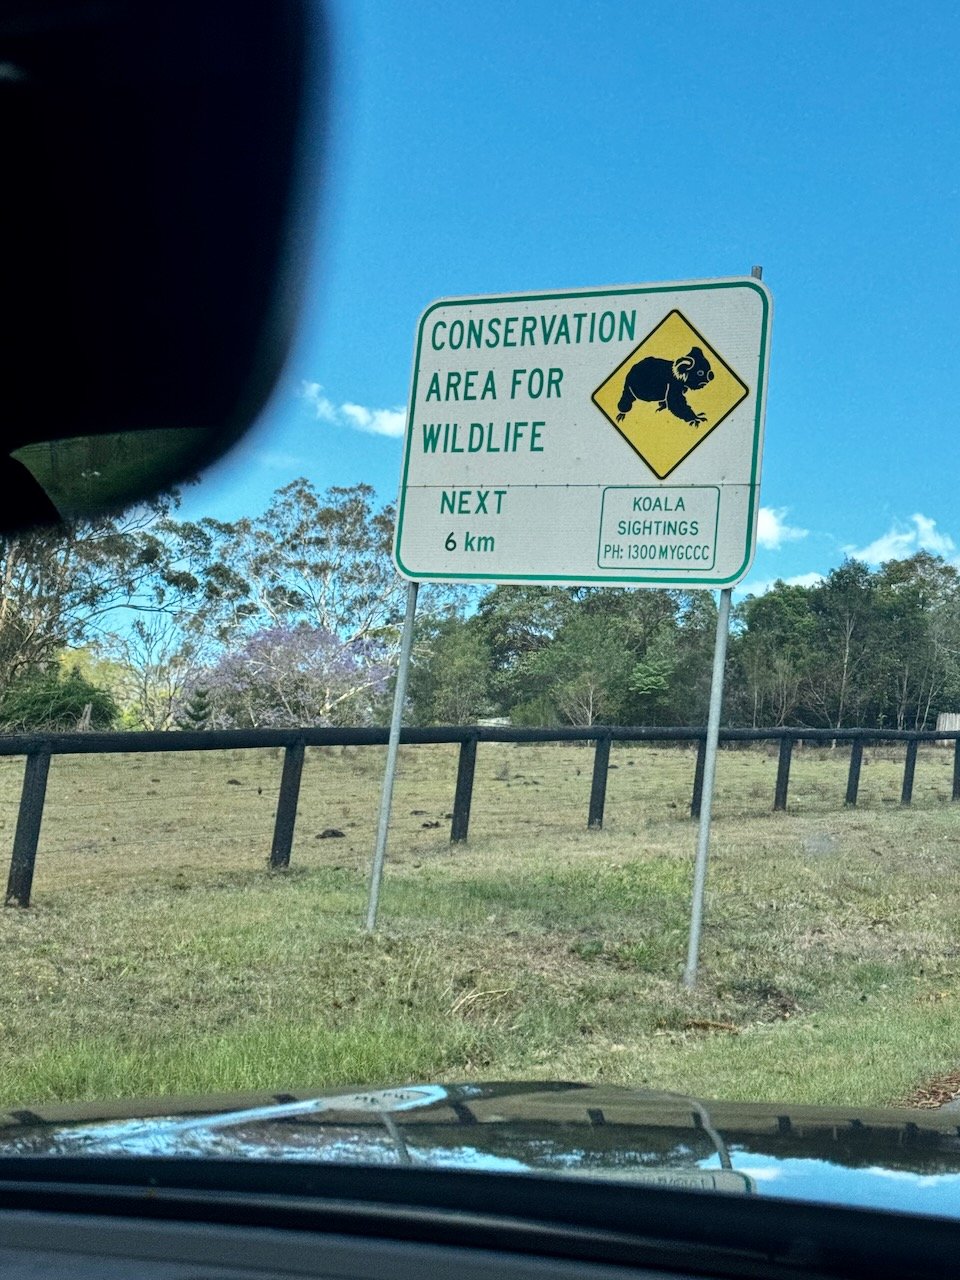 CONSERVATION
AREA FOR
WILDLIFE
NEXT
6 km
KOALA
SIGHTINGS
PH: 1300MYGCCC